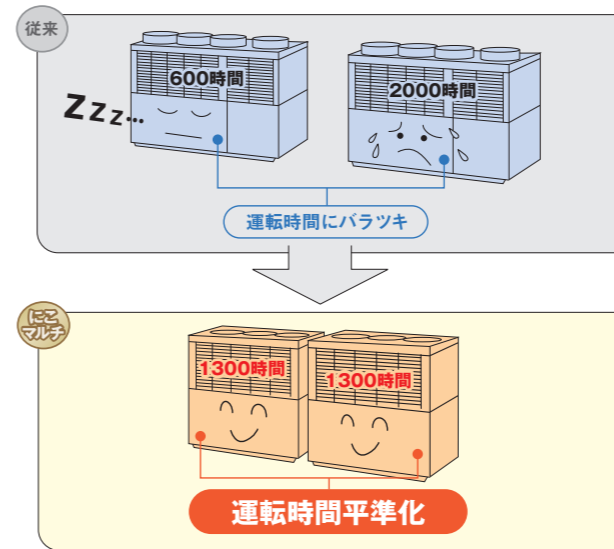 従来
600時間
2000時間
ZZZ…
運転時間にバラツキ
にこ
マルチ
1300時間
1300時間
運転時間平準化